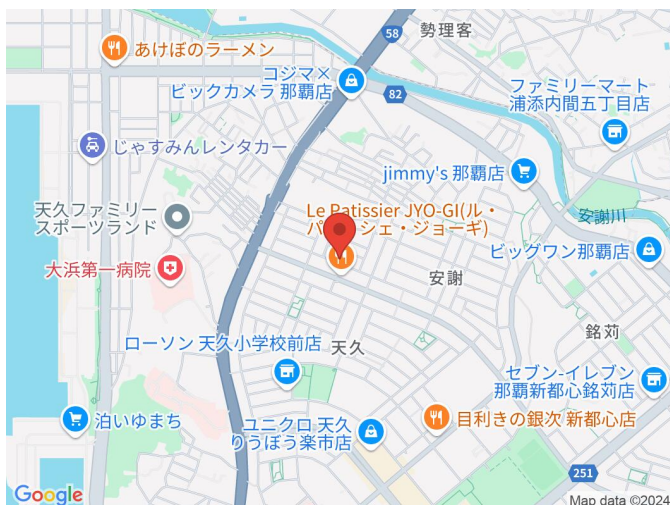 58
勢理客
あけぼのラーメン
コジマ×
ビックカメラ 那覇店
82
ファミリーマート
浦添内間五丁目店
じゃすみんレンタカー
jimmy's 那覇店
天久ファミリー
スポーツランド
Le Patissier JYO-GI(ル・
パ
シェ・ジョーギ)
安謝川
ビッグワン那覇店
大浜第一病院
安謝
銘苅
ローソン 天久小学校前店
天久
セブン-イレブン
那覇新都心銘苅店
泊いゆまち
ユニクロ 天久
りうぼう楽市店
目利きの銀次 新都心店
251
Google
Map data ©2024